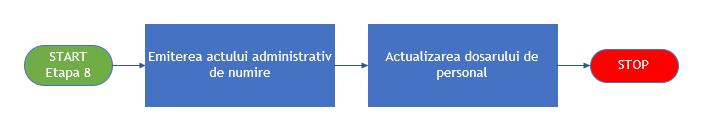 START
Etapa 8
Emiterea actului administrativ
de numire
Actualizarea dosarului de
personal
STOP